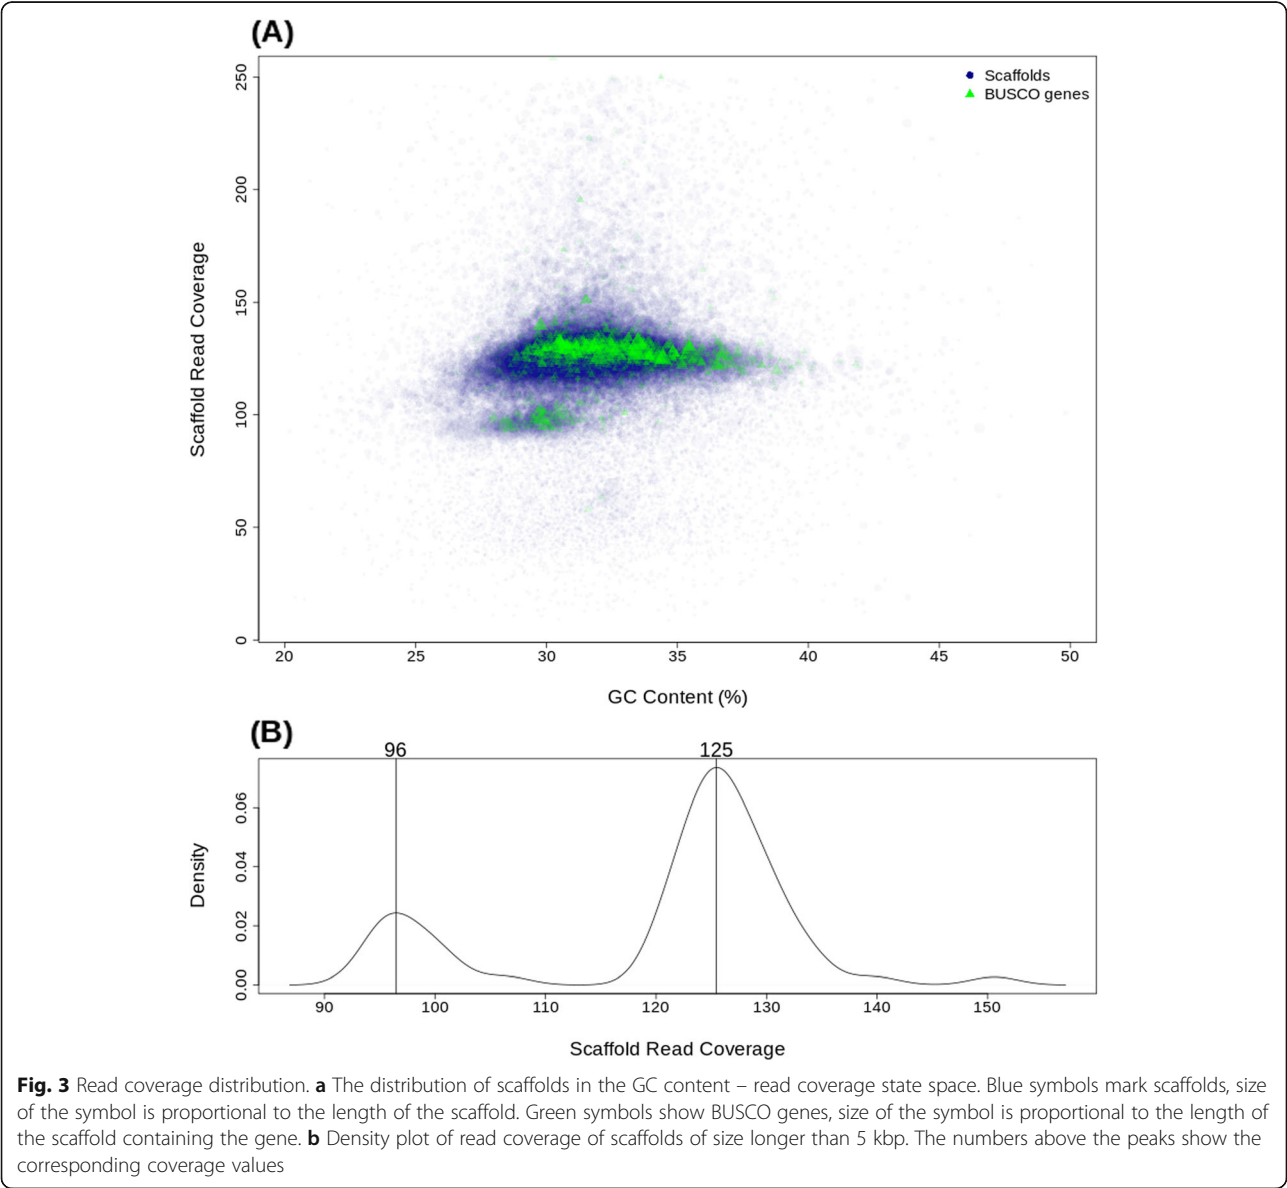 (A)
250
200
150
100
50
0
Scaffold Read Coverage
Scaffolds
BUSCO genes
20 25 30 35 40 45 50
GC Content (%)
(B)
96 125
0.06
0.04
0.02
0.00
Density
90 100 110 120 130 140 150
Scaffold Read Coverage
Fig. 3 Read coverage distribution. a The distribution of scaffolds in the GC content – read coverage state space. Blue symbols mark scaffolds, size
of the symbol is proportional to the length of the scaffold. Green symbols show BUSCO genes, size of the symbol is proportional to the length of
the scaffold containing the gene. b Density plot of read coverage of scaffolds of size longer than 5 kbp. The numbers above the peaks show the
corresponding coverage values